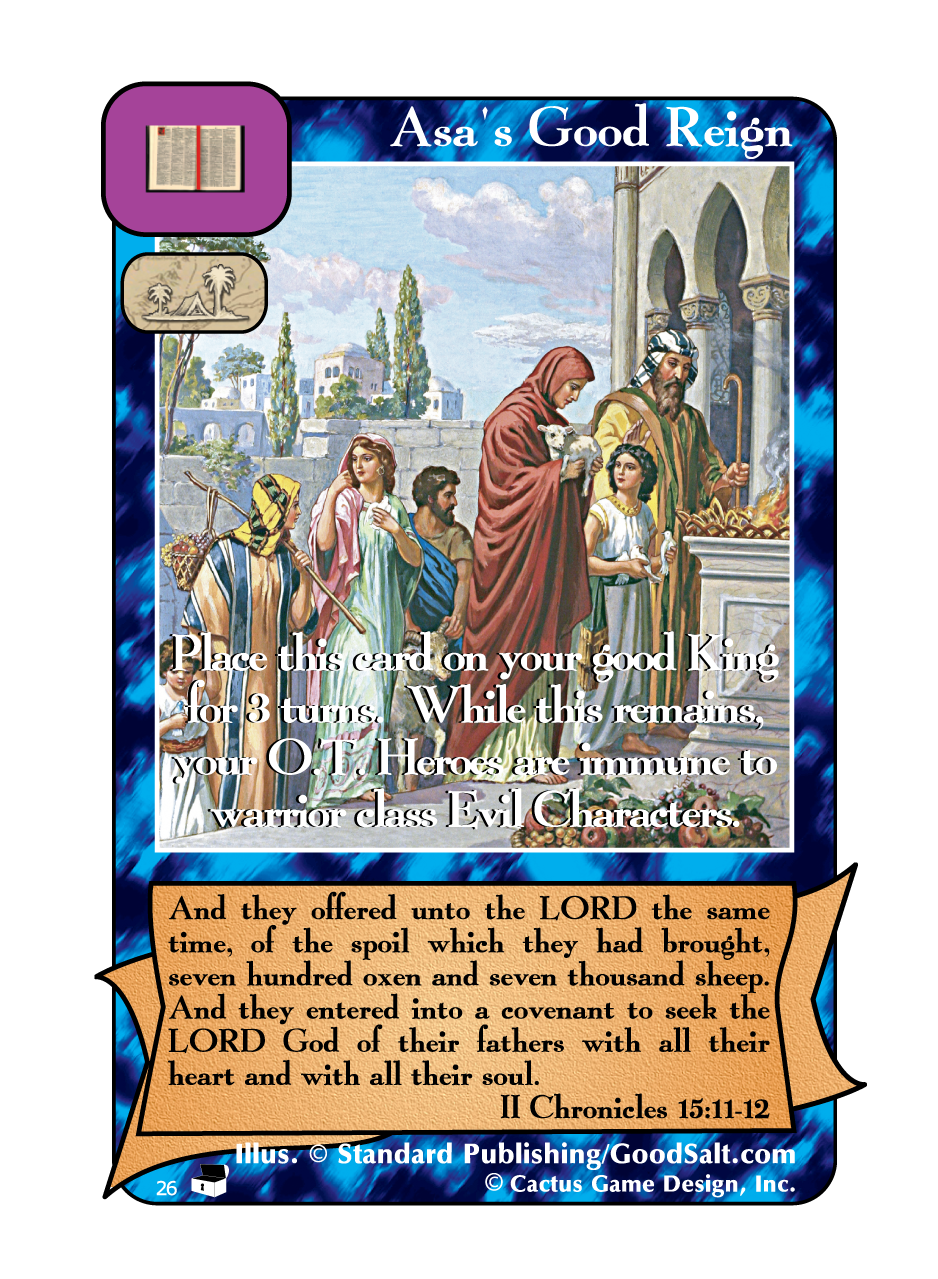 Asa's Good Reign
Place this card on your good King
for 3 turns. While this remains,
your O.T. Heroes are immune to
warrior class Evil Characters.
And they offered unto the LORD the same
time, of the spoil which they had brought,
seven hundred oxen and seven thousand sheep.
And they entered into a covenant to seek the
LORD God of their fathers with all their
heart and with all their soul.
II Chronicles 15:11-12
Illus. © Standard Publishing/GoodSalt.com
26
© Cactus Game Design, Inc.